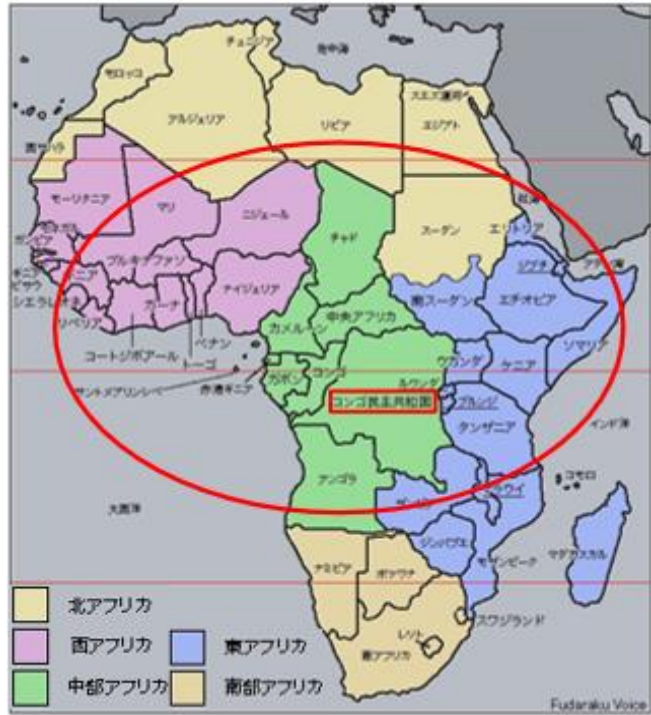 チュニジア
地中海
モロッコ
スエズ運河
アルジェリア
リビア
エジプト
西サハラ
モーリタニア
マリ
ニジェール
チャド
スーダン
紅海
エリトリア
セネガル
ガンビア
ブルキナファソ
ジブチ
アデン湾
ギニア
ビサウ
ギニア
ナイジェリア
南スーダン
エチオピア
シエラレオネ
ガーナ
中央アフリカ
リベリア
ベナン
カメルーン
ソマリア
コートジボアール
トーゴ
ウガンダ
ケニア
コンゴ
ガボン
サントメプリンシペ
赤道ギニア
ルワンダ
コンゴ民主共和国
ブルンジ
タンザニア
インド洋
アンゴラ
コモロ
マラウイ
ザンビア
大西洋
ジンバブエ
モザンビーク
マダガスカル
ナミビア
ボツワナ
スワジランド
レソト
南アフリカ
北アフリカ
西アフリカ
東アフリカ
中部アフリカ
南部アフリカ
Fudaraku Voice